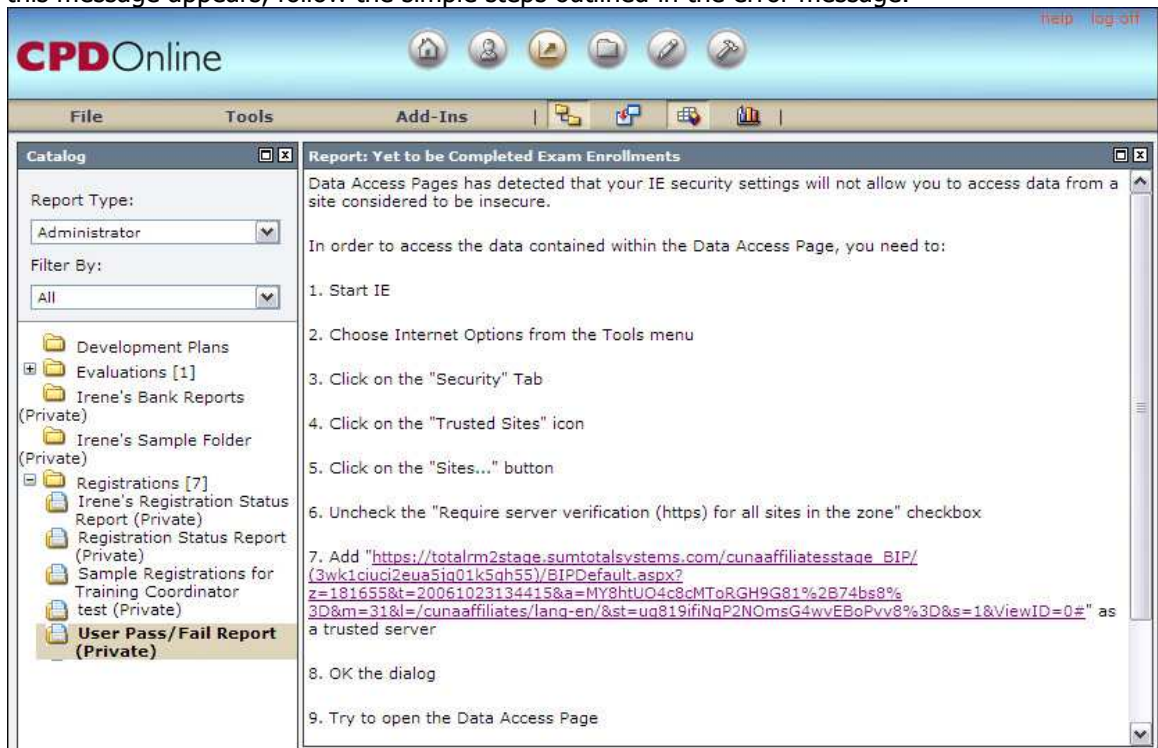 this message appears, follow the simple steps outlined in the error message.
help log off
CPDOnline
File Tools Add-Ins
Catalog
Report Type:
Administrator
Filter By:
All
Development Plans
Evaluations [1]
Irene's Bank Reports
(Private)
Irene's Sample Folder
(Private)
Registrations [7]
Irene's Registration Status
Report (Private)
Registration Status Report
(Private)
Sample Registrations for
Training Coordinator
test (Private)
User Pass/Fail Report
(Private)
Report: Yet to be Completed Exam Enrollments
Data Access Pages has detected that your IE security settings will not allow you to access data from a
site considered to be insecure.
In order to access the data contained within the Data Access Page, you need to:
1. Start IE
2. Choose Internet Options from the Tools menu
3. Click on the "Security" Tab
4. Click on the "Trusted Sites" icon
5. Click on the "Sites..." button
6. Uncheck the "Require server verification (https) for all sites in the zone" checkbox
7. Add "https://totalrm2stage.sumtotalsystems.com/cunaaffiliatesstage_BIP/
(3wk1ciuci2eua5jg01k5gh55)/BIPDefault.aspx?
z=181655&t=20061023134415&a=MY8htUO4c8cMToRGH9G81%2B74bs8%
3D&m=31&l=/cunaaffiliates/lang-en/&st=ug819ifiNqP2NOmsG4wvEBoPvv8%3D&s=1&ViewID=0#" as
a trusted server
8. OK the dialog
9. Try to open the Data Access Page